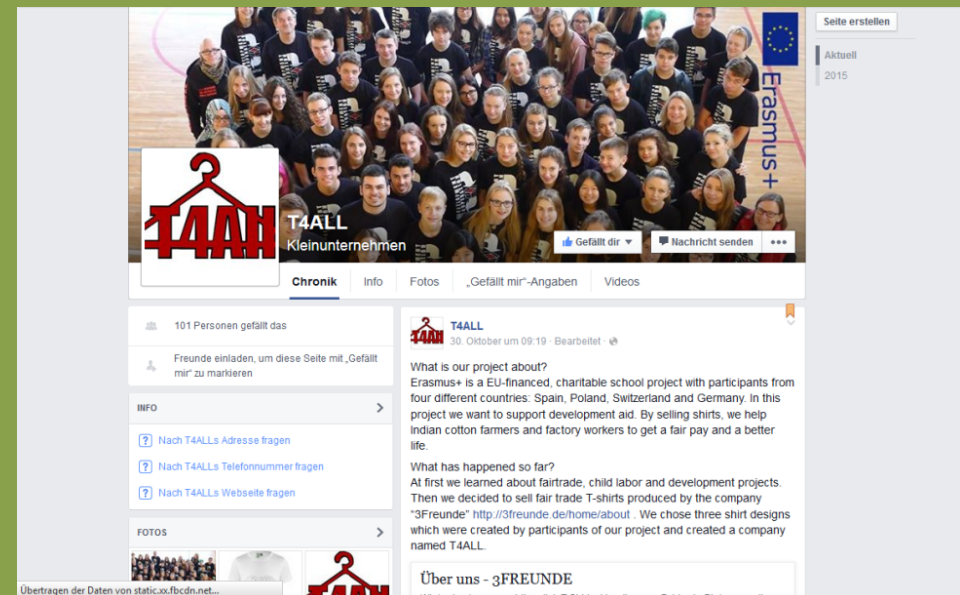 Seite erstellen
Aktuell
2015
Erasmus+
T4All
T4ALL
Kleinunternehmen
Gefällt dir
Nachricht senden
Chronik
Info
Fotos
„Gefällt mir“-Angaben
Videos
101 Personen gefällt das
Freunde einladen, um diese Seite mit „Gefällt
mir“ zu markieren
INFO
Nach T4ALLs Adresse fragen
Nach T4ALLs Telefonnummer fragen
Nach T4ALLs Webseite fragen
FOTOS
T4ALL
30. Oktober um 09:19 · Bearbeitet ·
What is our project about?
Erasmus+ is a EU-financed, charitable school project with participants from
four different countries: Spain, Poland, Switzerland and Germany. In this
project we want to support development aid. By selling shirts, we help
Indian cotton farmers and factory workers to get a fair pay and a better
life.
What has happened so far?
At first we learned about fairtrade, child labor and development projects.
Then we decided to sell fair trade T-shirts produced by the company
“3Freunde” http://3freunde.de/home/about . We chose three shirt designs
which were created by participants of our project and created a company
named T4ALL.
Über uns - 3FREUNDE
Übertragen der Daten von static.xx.fbcdn.net...